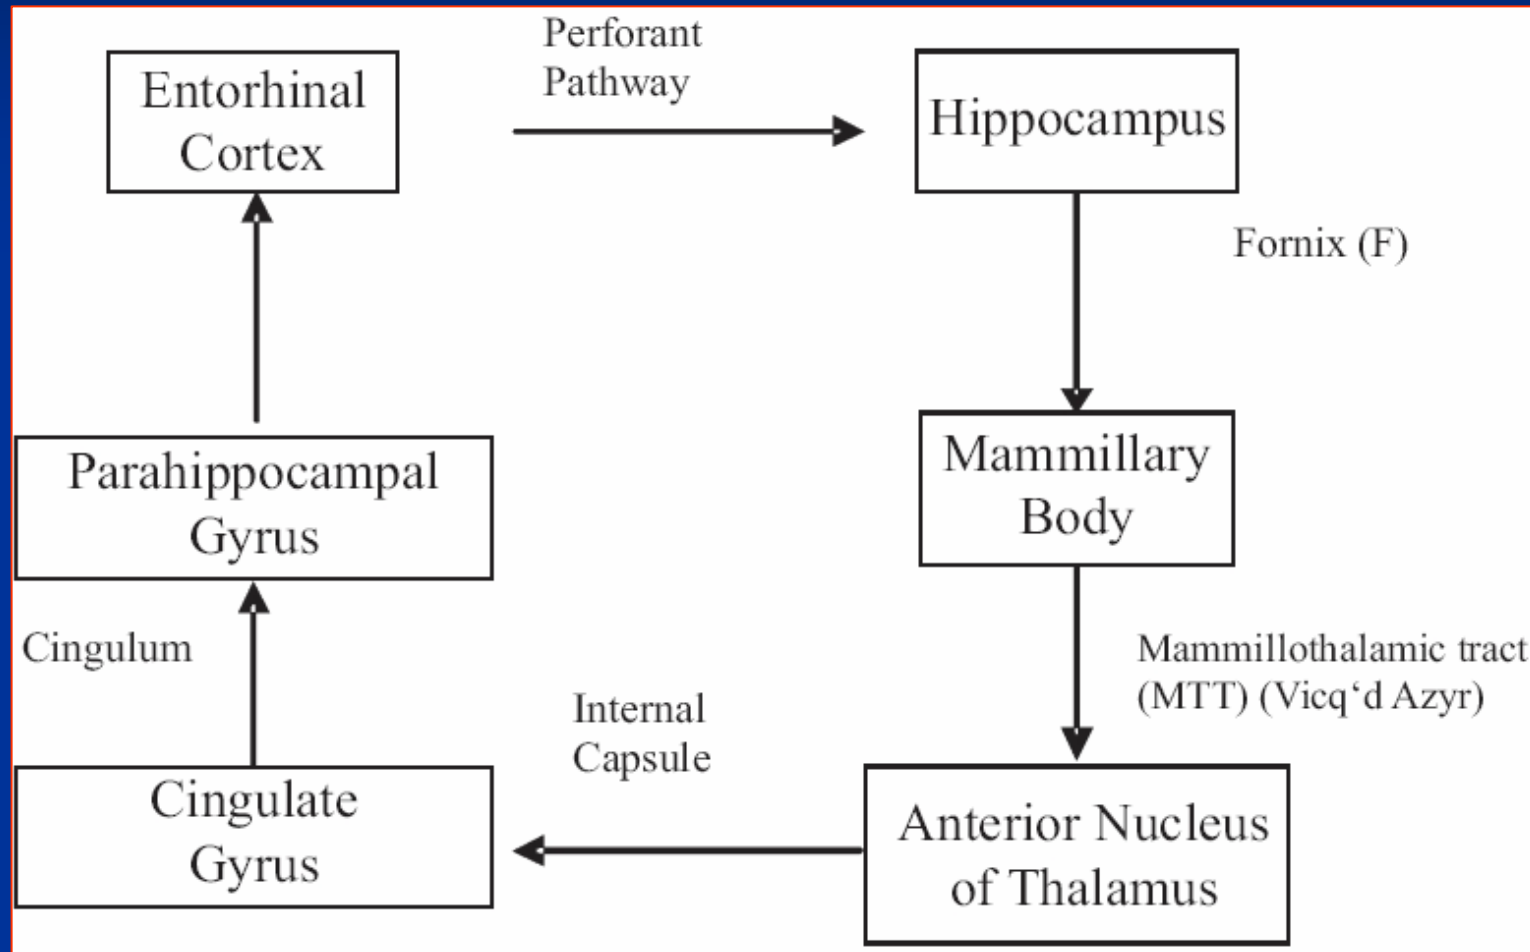 Entorhinal
Cortex
Perforant
Pathway
Hippocampus
Fornix (F)
Parahippocampal
Gyrus
Mammillary
Body
Cingulum
Mammillothalamic tract
(MTT) (Vicq‘d Azyr)
Internal
Capsule
Cingulate
Gyrus
Anterior Nucleus
of Thalamus